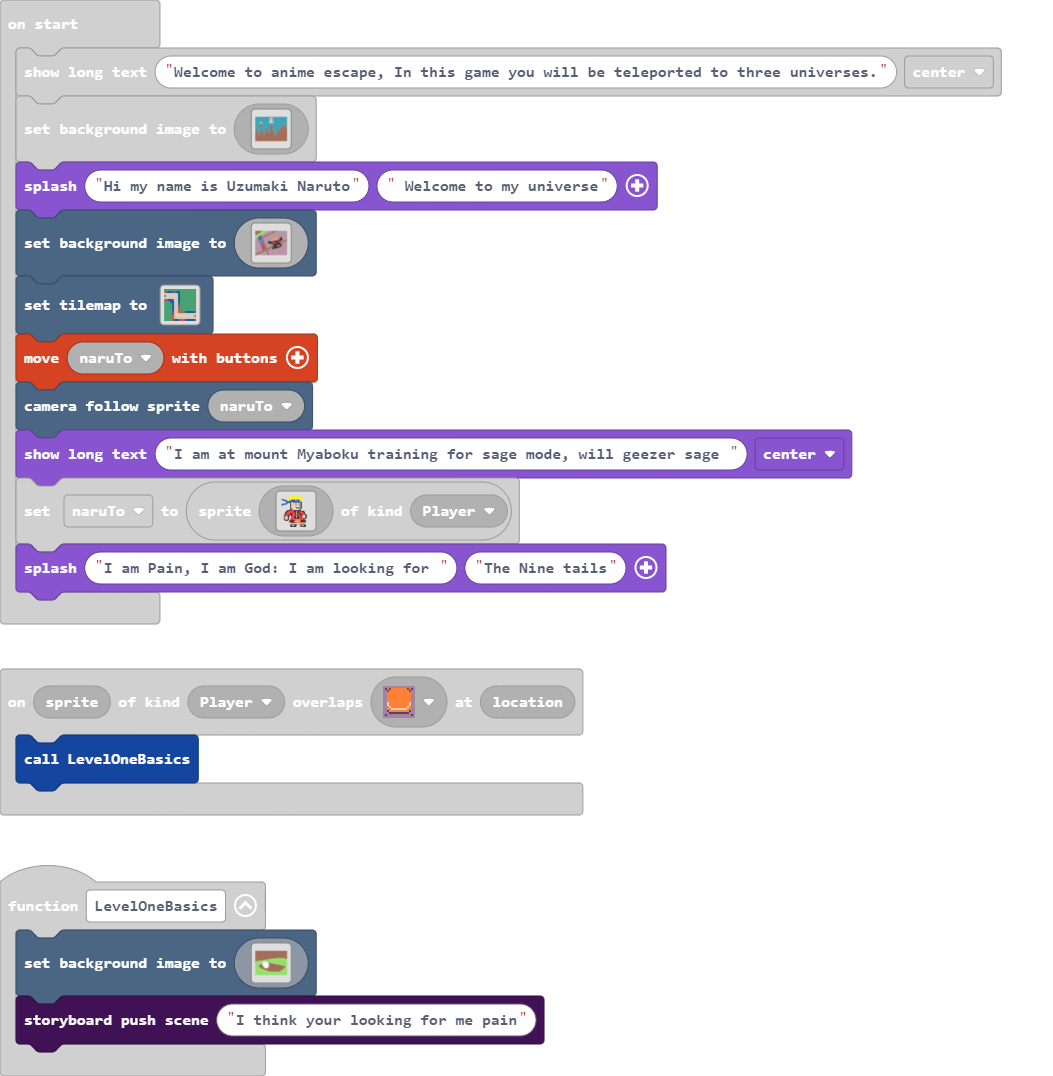 on start
show long text "Welcome to anime escape, In this game you will be teleported to three universes." center
set background image to
splash "Hi my name is Uzumaki Naruto" " Welcome to my universe"
set background image to
set tilemap to
move naruTo with buttons
camera follow sprite naruTo
show long text "I am at mount Myaboku training for sage mode, will geezer sage " center
set naruTo to sprite of kind Player
splash "I am Pain, I am God: I am looking for " "The Nine tails"
on sprite of kind Player overlaps at location
call LevelOneBasics
function LevelOneBasics
set background image to
storyboard push scene "I think your looking for me pain"